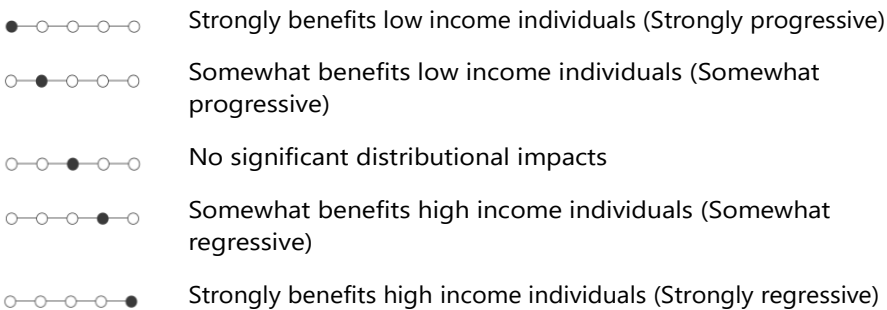 Strongly benefits low income individuals (Strongly progressive)
Somewhat benefits low income individuals (Somewhat
progressive)
No significant distributional impacts
Somewhat benefits high income individuals (Somewhat
regressive)
Strongly benefits high income individuals (Strongly regressive)